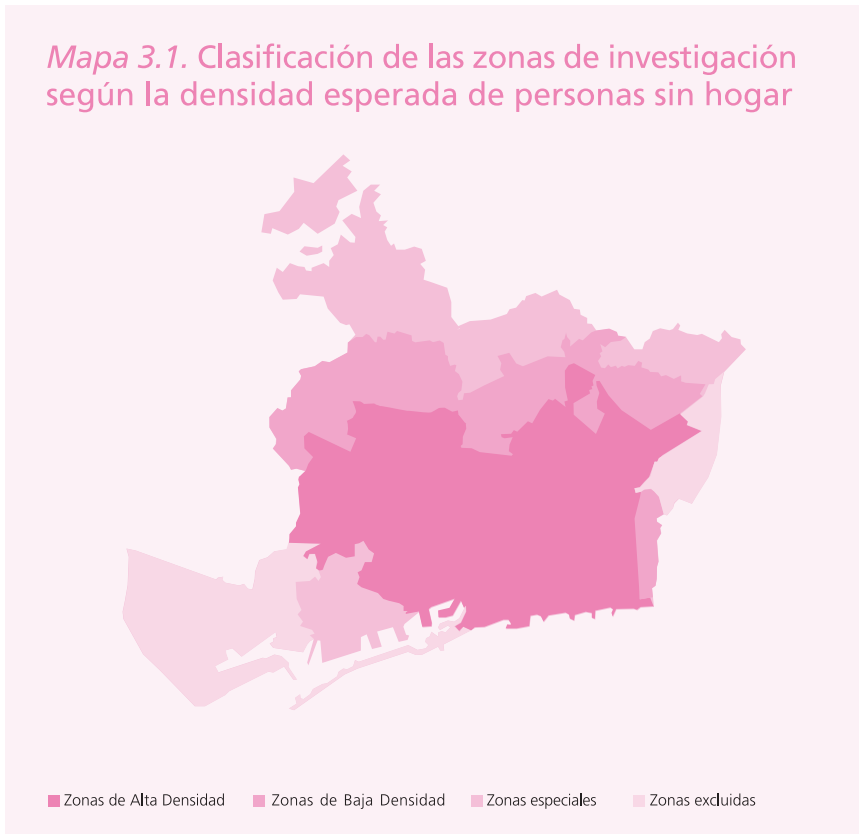 Mapa 3.1. Clasificación de las zonas de investigación
según la densidad esperada de personas sin hogar
Zonas de Alta Densidad
Zonas de Baja Densidad
Zonas especiales
Zonas excluidas